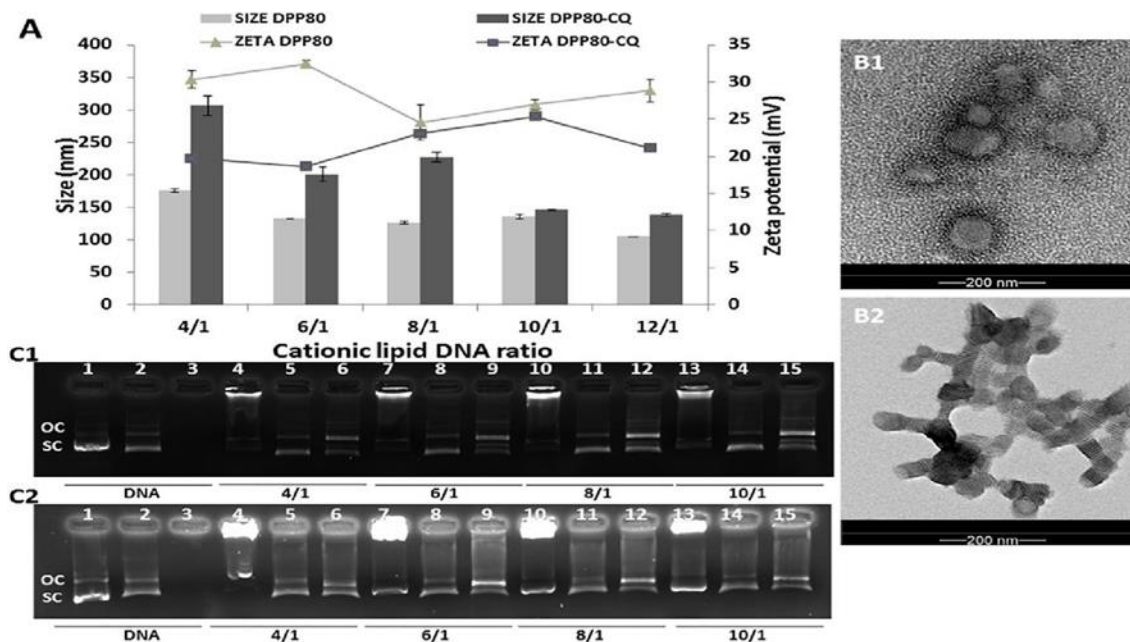 A
SIZE DPP80 SIZE DPP80-CQ
ZETA DPP80 ZETA DPP80-CQ
400
350
300
250
200
150
100
50
0
Size (nm)
35
30
25
20
15
10
5
0
Zeta potential (mV)
4/1 6/1 8/1 10/1 12/1
Cationic lipid DNA ratio
B1
200 nm
B2
200 nm
C1
1 2 3 4 5 6 7 8 9 10 11 12 13 14 15
OC
SC
DNA 4/1 6/1 8/1 10/1
C2
1 2 3 4 5 6 7 8 9 10 11 12 13 14 15
OC
SC
DNA 4/1 6/1 8/1 10/1